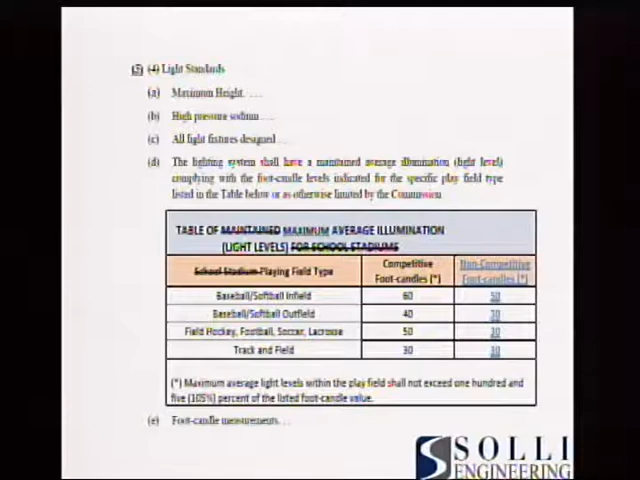 (5) (4) Light Standards
(a) Maximum Height. . . .
(b) High pressure sodium . . .
(c) All light fixtures designed . . .
(d) The lighting system shall have a maintained average illumination (light level)
complying with the foot-candle levels indicated for the specific play field type
listed in the Table below or as otherwise limited by the Commission.
TABLE OF MAINTAINED MAXIMUM AVERAGE ILLUMINATION
(LIGHT LEVELS) FOR SCHOOL STADIUMS
School Stadium Playing Field Type Competitive Foot-candles (*) Non-Competitive Foot-candles (*)
Baseball/Softball Infield 60 50
Baseball/Softball Outfield 40 30
Field Hockey, Football, Soccer, Lacrosse 50 30
Track and Field 30 30
(*) Maximum average light levels within the play field shall not exceed one hundred and
five (105%) percent of the listed foot-candle value.
(e) Foot-candle measurements. . .
SOLLI
ENGINEERING